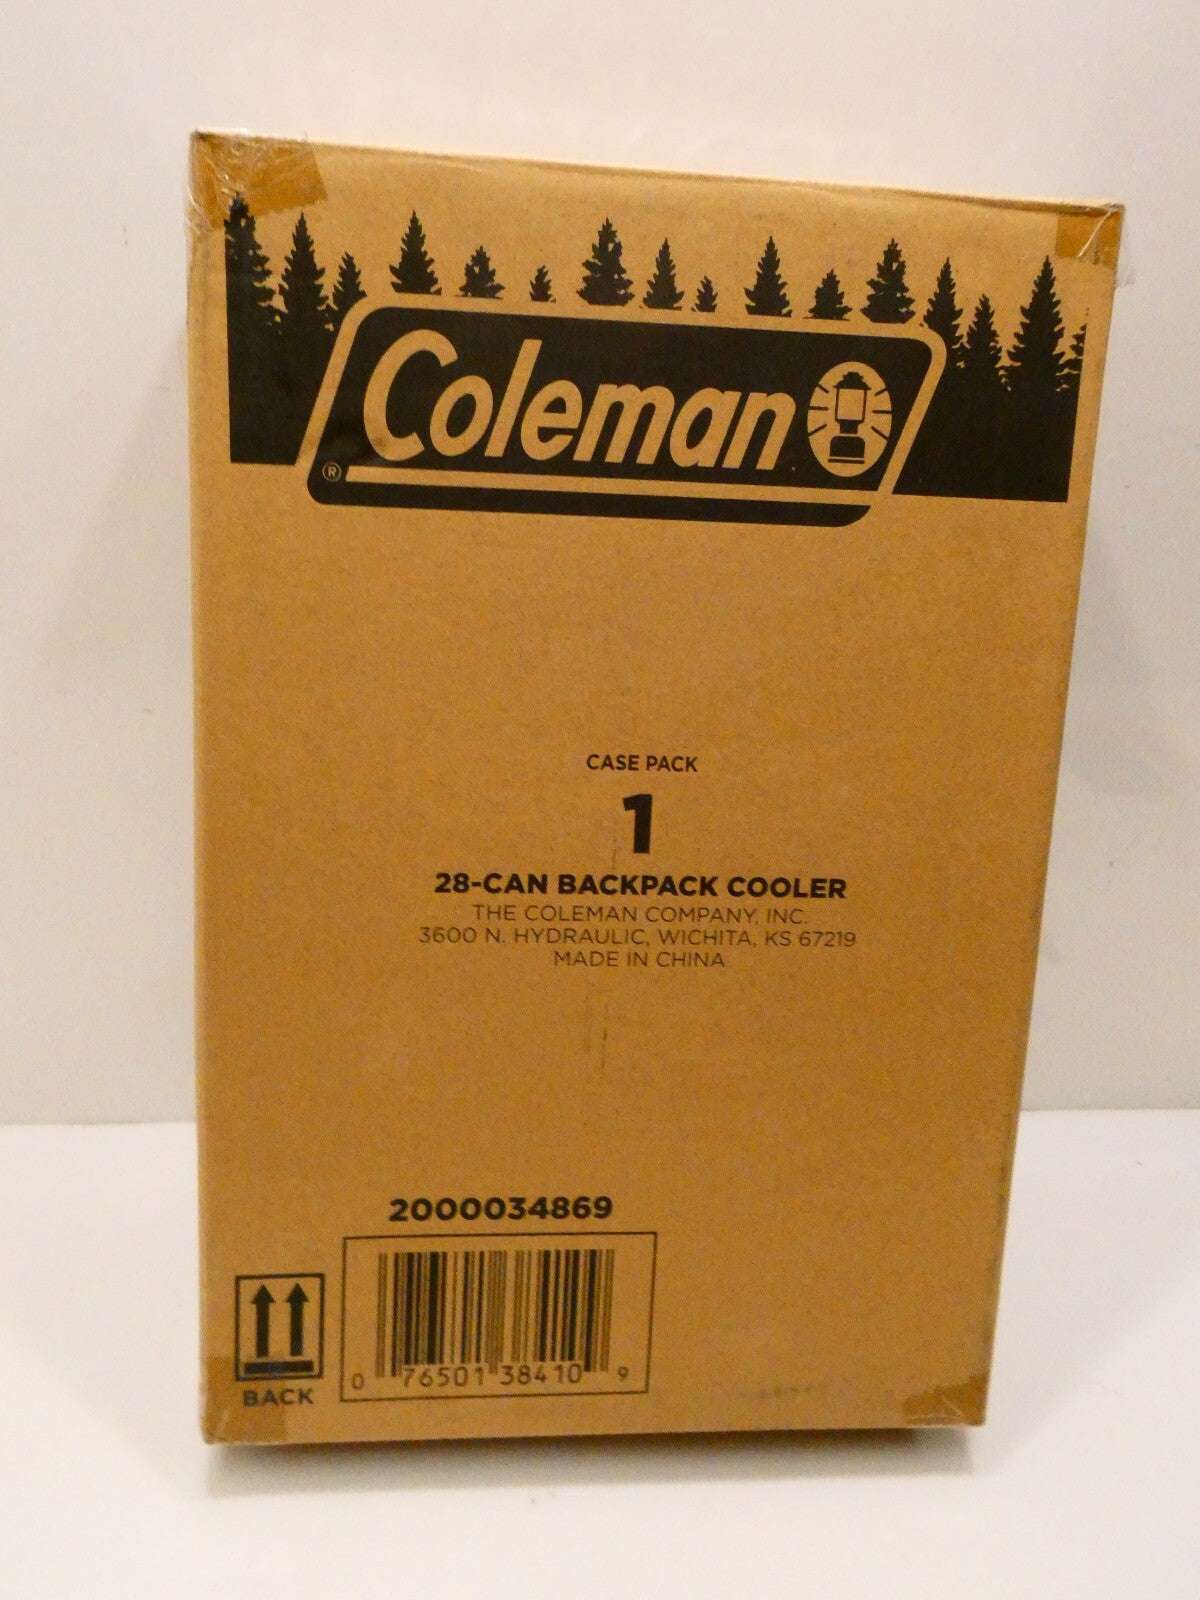 Coleman
®
CASE PACK
1
28-CAN BACKPACK COOLER
THE COLEMAN COMPANY, INC.
3600 N. HYDRAULIC, WICHITA, KS 67219
MADE IN CHINA
2000034869
0 76501 38410 9
BACK